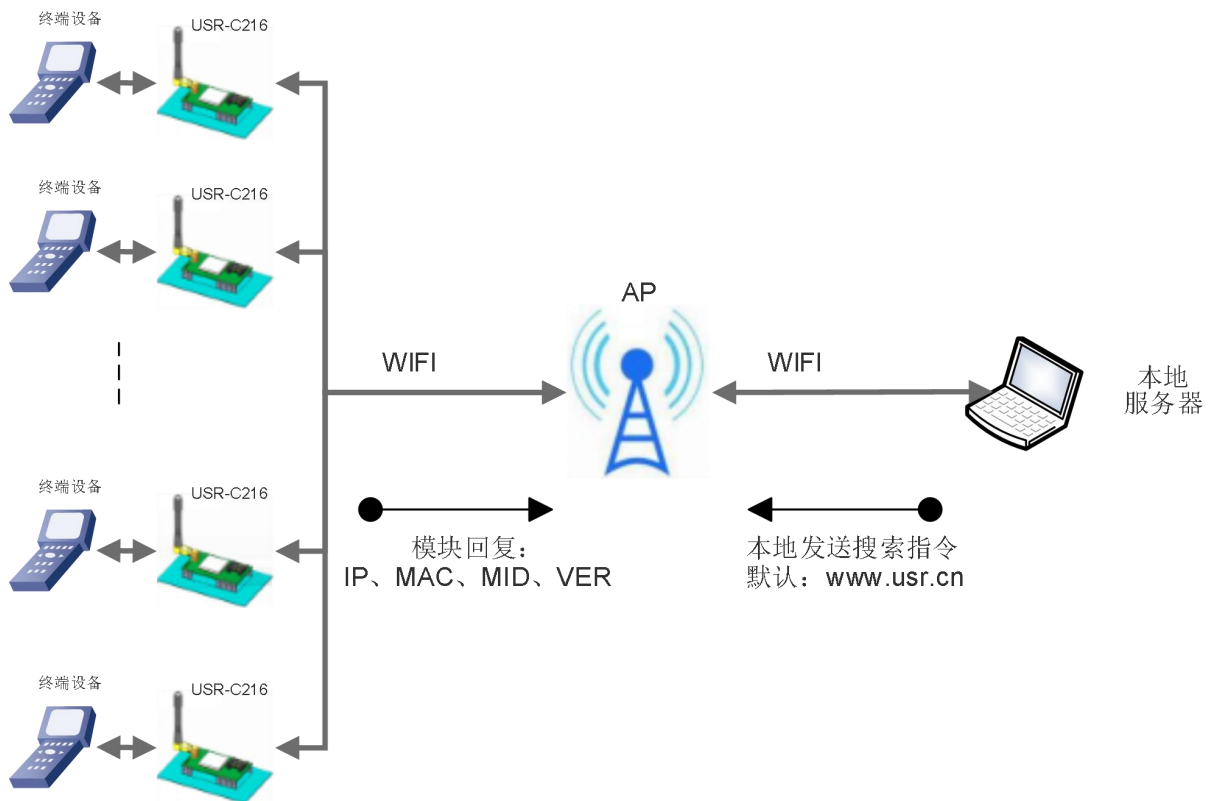 终端设备
USR-C216
终端设备
USR-C216
AP
WIFI
WIFI
本地
服务器
终端设备
USR-C216
模块回复：
IP、MAC、MID、VER
本地发送搜索指令
默认：www.usr.cn
终端设备
USR-C216